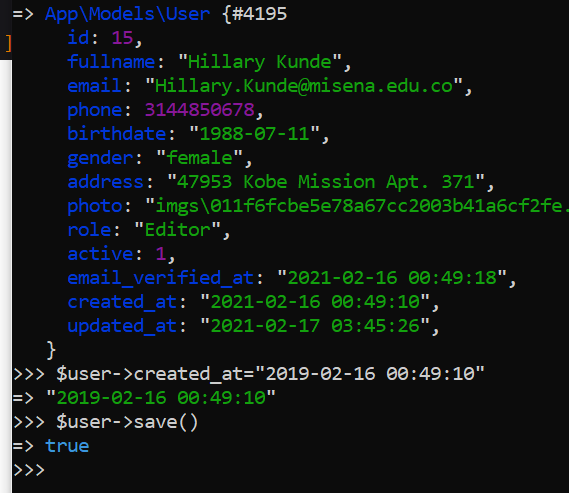 => App\Models\User {#4195
id: 15,
fullname: "Hillary Kunde",
email: "Hillary.Kunde@misena.edu.co",
phone: 3144850678,
birthdate: "1988-07-11",
gender: "female",
address: "47953 Kobe Mission Apt. 371",
photo: "imgs\011f6fcbe5e78a67cc2003b41a6cf2fe.
role: "Editor",
active: 1,
email_verified_at: "2021-02-16 00:49:18",
created_at: "2021-02-16 00:49:10",
updated_at: "2021-02-17 03:45:26",
}
>>> $user->created_at="2019-02-16 00:49:10"
=> "2019-02-16 00:49:10"
>>> $user->save()
=> true
>>>
]